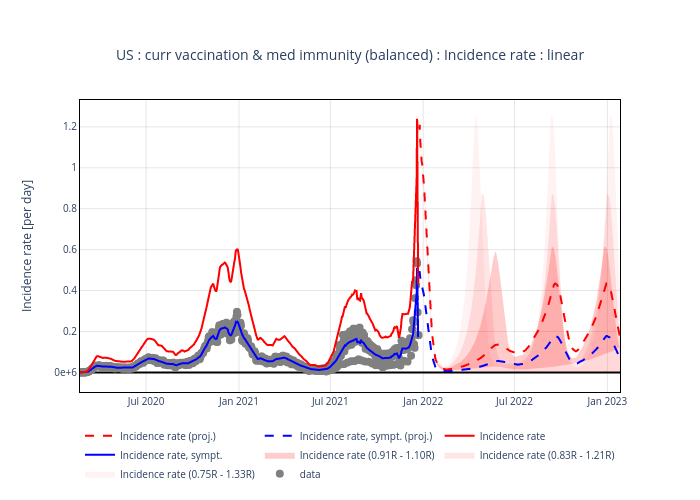 US : curr vaccination & med immunity (balanced) : Incidence rate : linear
Incidence rate [per day]
1.2
1
0.8
0.6
0.4
0.2
0e+6
Jul 2020
Jan 2021
Jul 2021
Jan 2022
Jul 2022
Jan 2023
Incidence rate (proj.)
Incidence rate, sympt. (proj.)
Incidence rate
Incidence rate, sympt.
Incidence rate (0.91R - 1.10R)
Incidence rate (0.83R - 1.21R)
Incidence rate (0.75R - 1.33R)
data